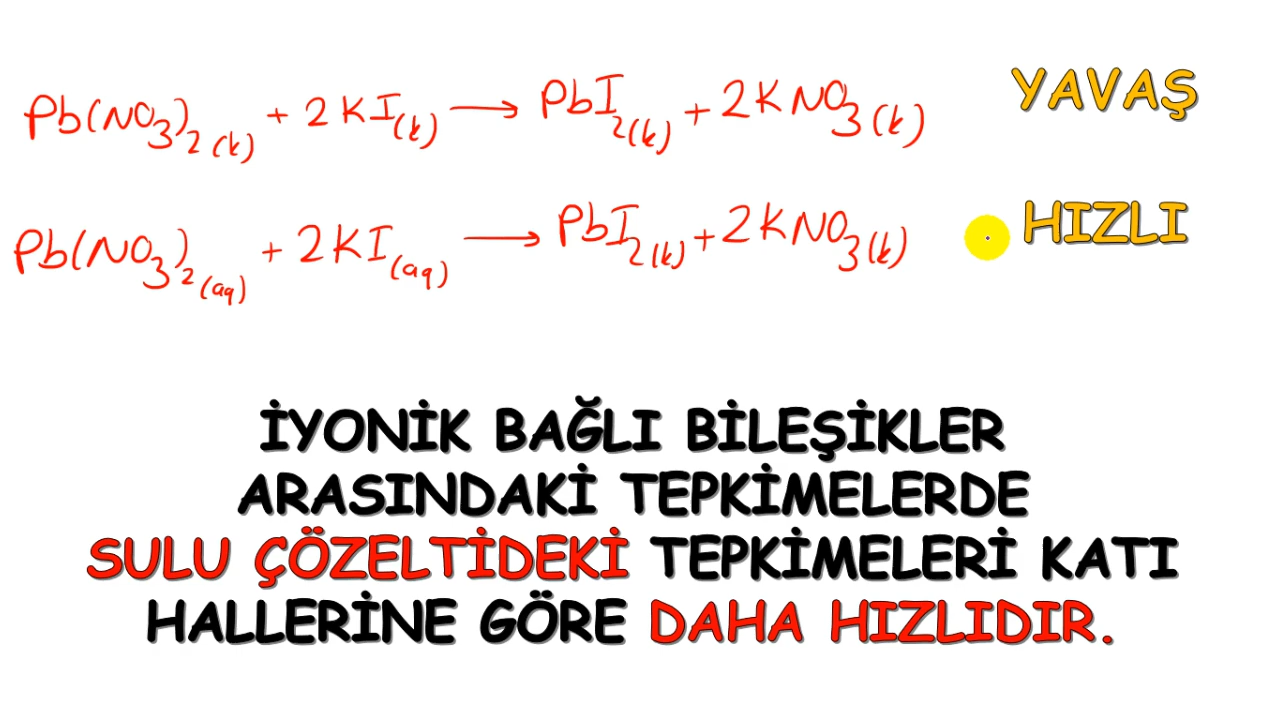 Pb(NO₃)₂(k) + 2KI(k) → PbI₂(k) + 2KNO₃(k) YAVAŞ
Pb(NO₃)₂(aq) + 2KI(aq) → PbI₂(k) + 2KNO₃(k) HIZLI
İYONİK BAĞLI BİLEŞİKLER
ARASINDAKİ TEPKİMELERDE
SULU ÇÖZELTİDEKİ TEPKİMELERİ KATI
HALLERİNE GÖRE DAHA HIZLIDIR.